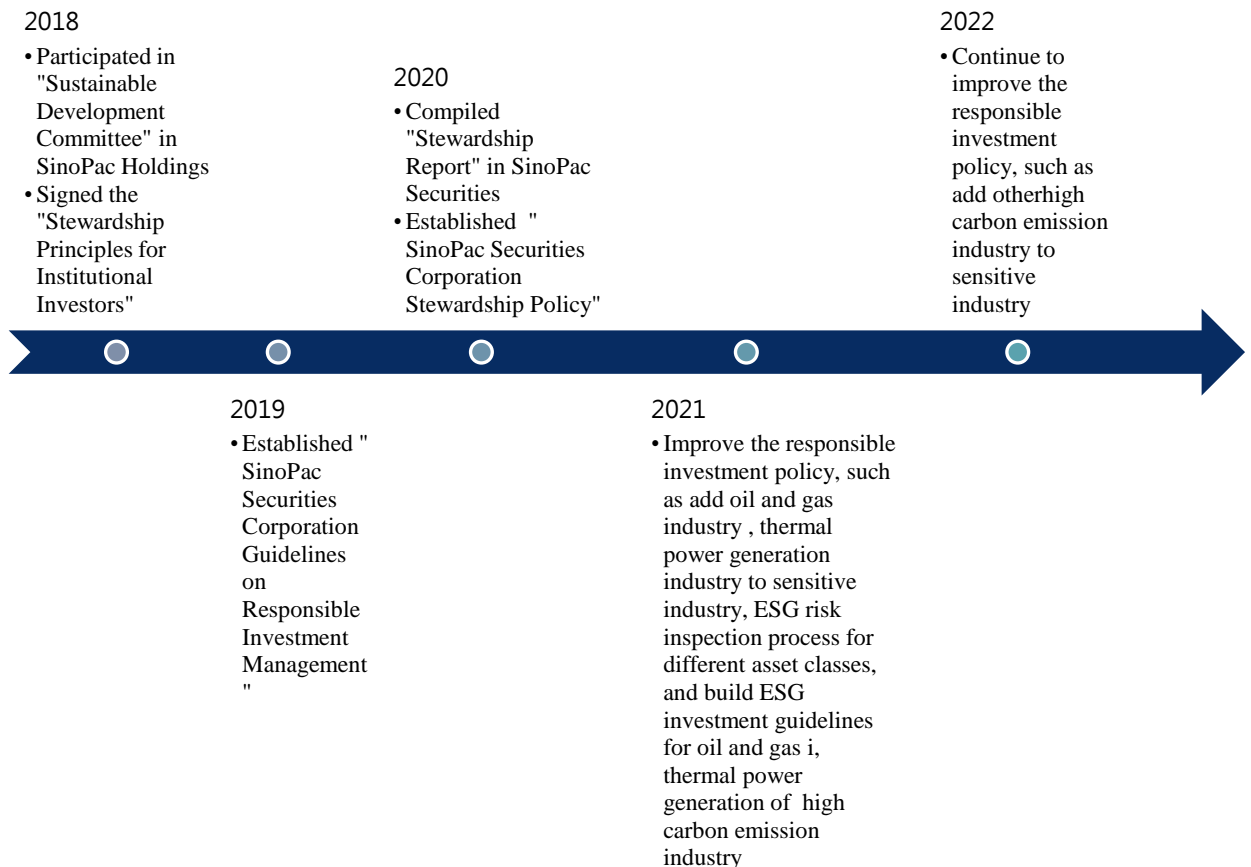 2018
• Participated in
"Sustainable
Development
Committee" in
SinoPac Holdings
• Signed the
"Stewardship
Principles for
Institutional
Investors"
2019
• Established "
SinoPac
Securities
Corporation
Guidelines
on
Responsible
Investment
Management
"
2020
• Compiled
"Stewardship
Report" in SinoPac
Securities
• Established "
SinoPac Securities
Corporation
Stewardship Policy"
2021
• Improve the responsible
investment policy, such
as add oil and gas
industry , thermal
power generation
industry to sensitive
industry, ESG risk
inspection process for
different asset classes,
and build ESG
investment guidelines
for oil and gas i,
thermal power
generation of high
carbon emission
industry
2022
• Continue to
improve the
responsible
investment
policy, such as
add otherhigh
carbon emission
industry to
sensitive
industry